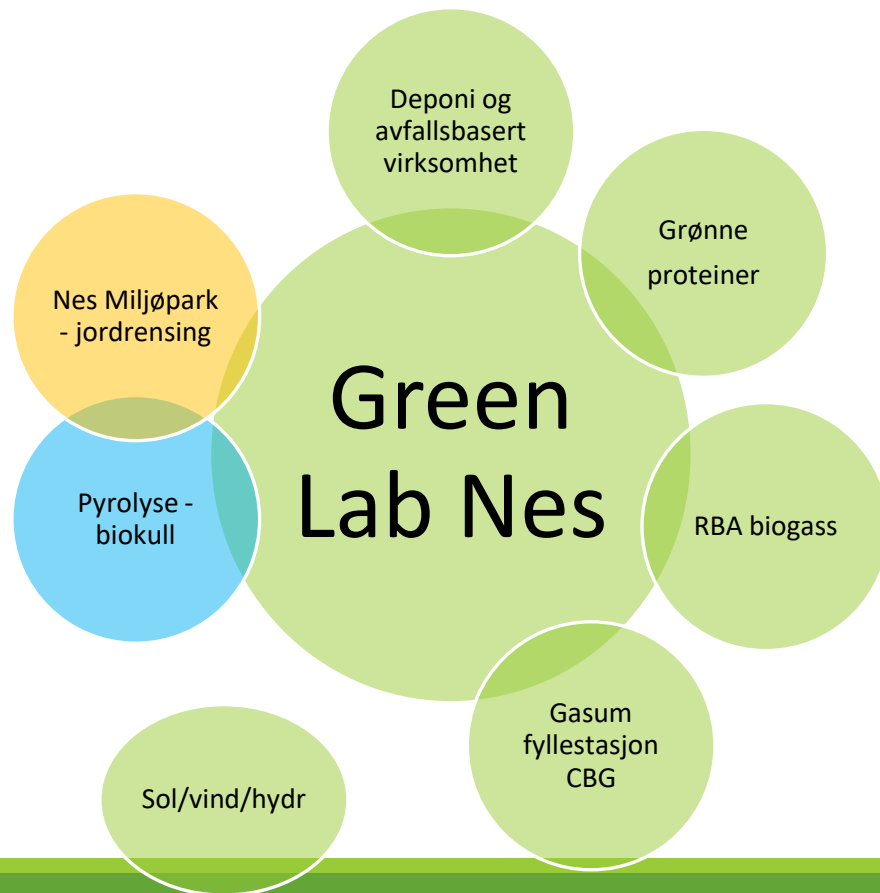 Deponi og
avfallsbasert
virksomhet
Grønne
proteiner
Nes Miljøpark
- jordrensing
Green
Lab Nes
Pyrolyse -
biokull
RBA biogass
Gasum
fyllestasjon
CBG
Sol/vind/hydr